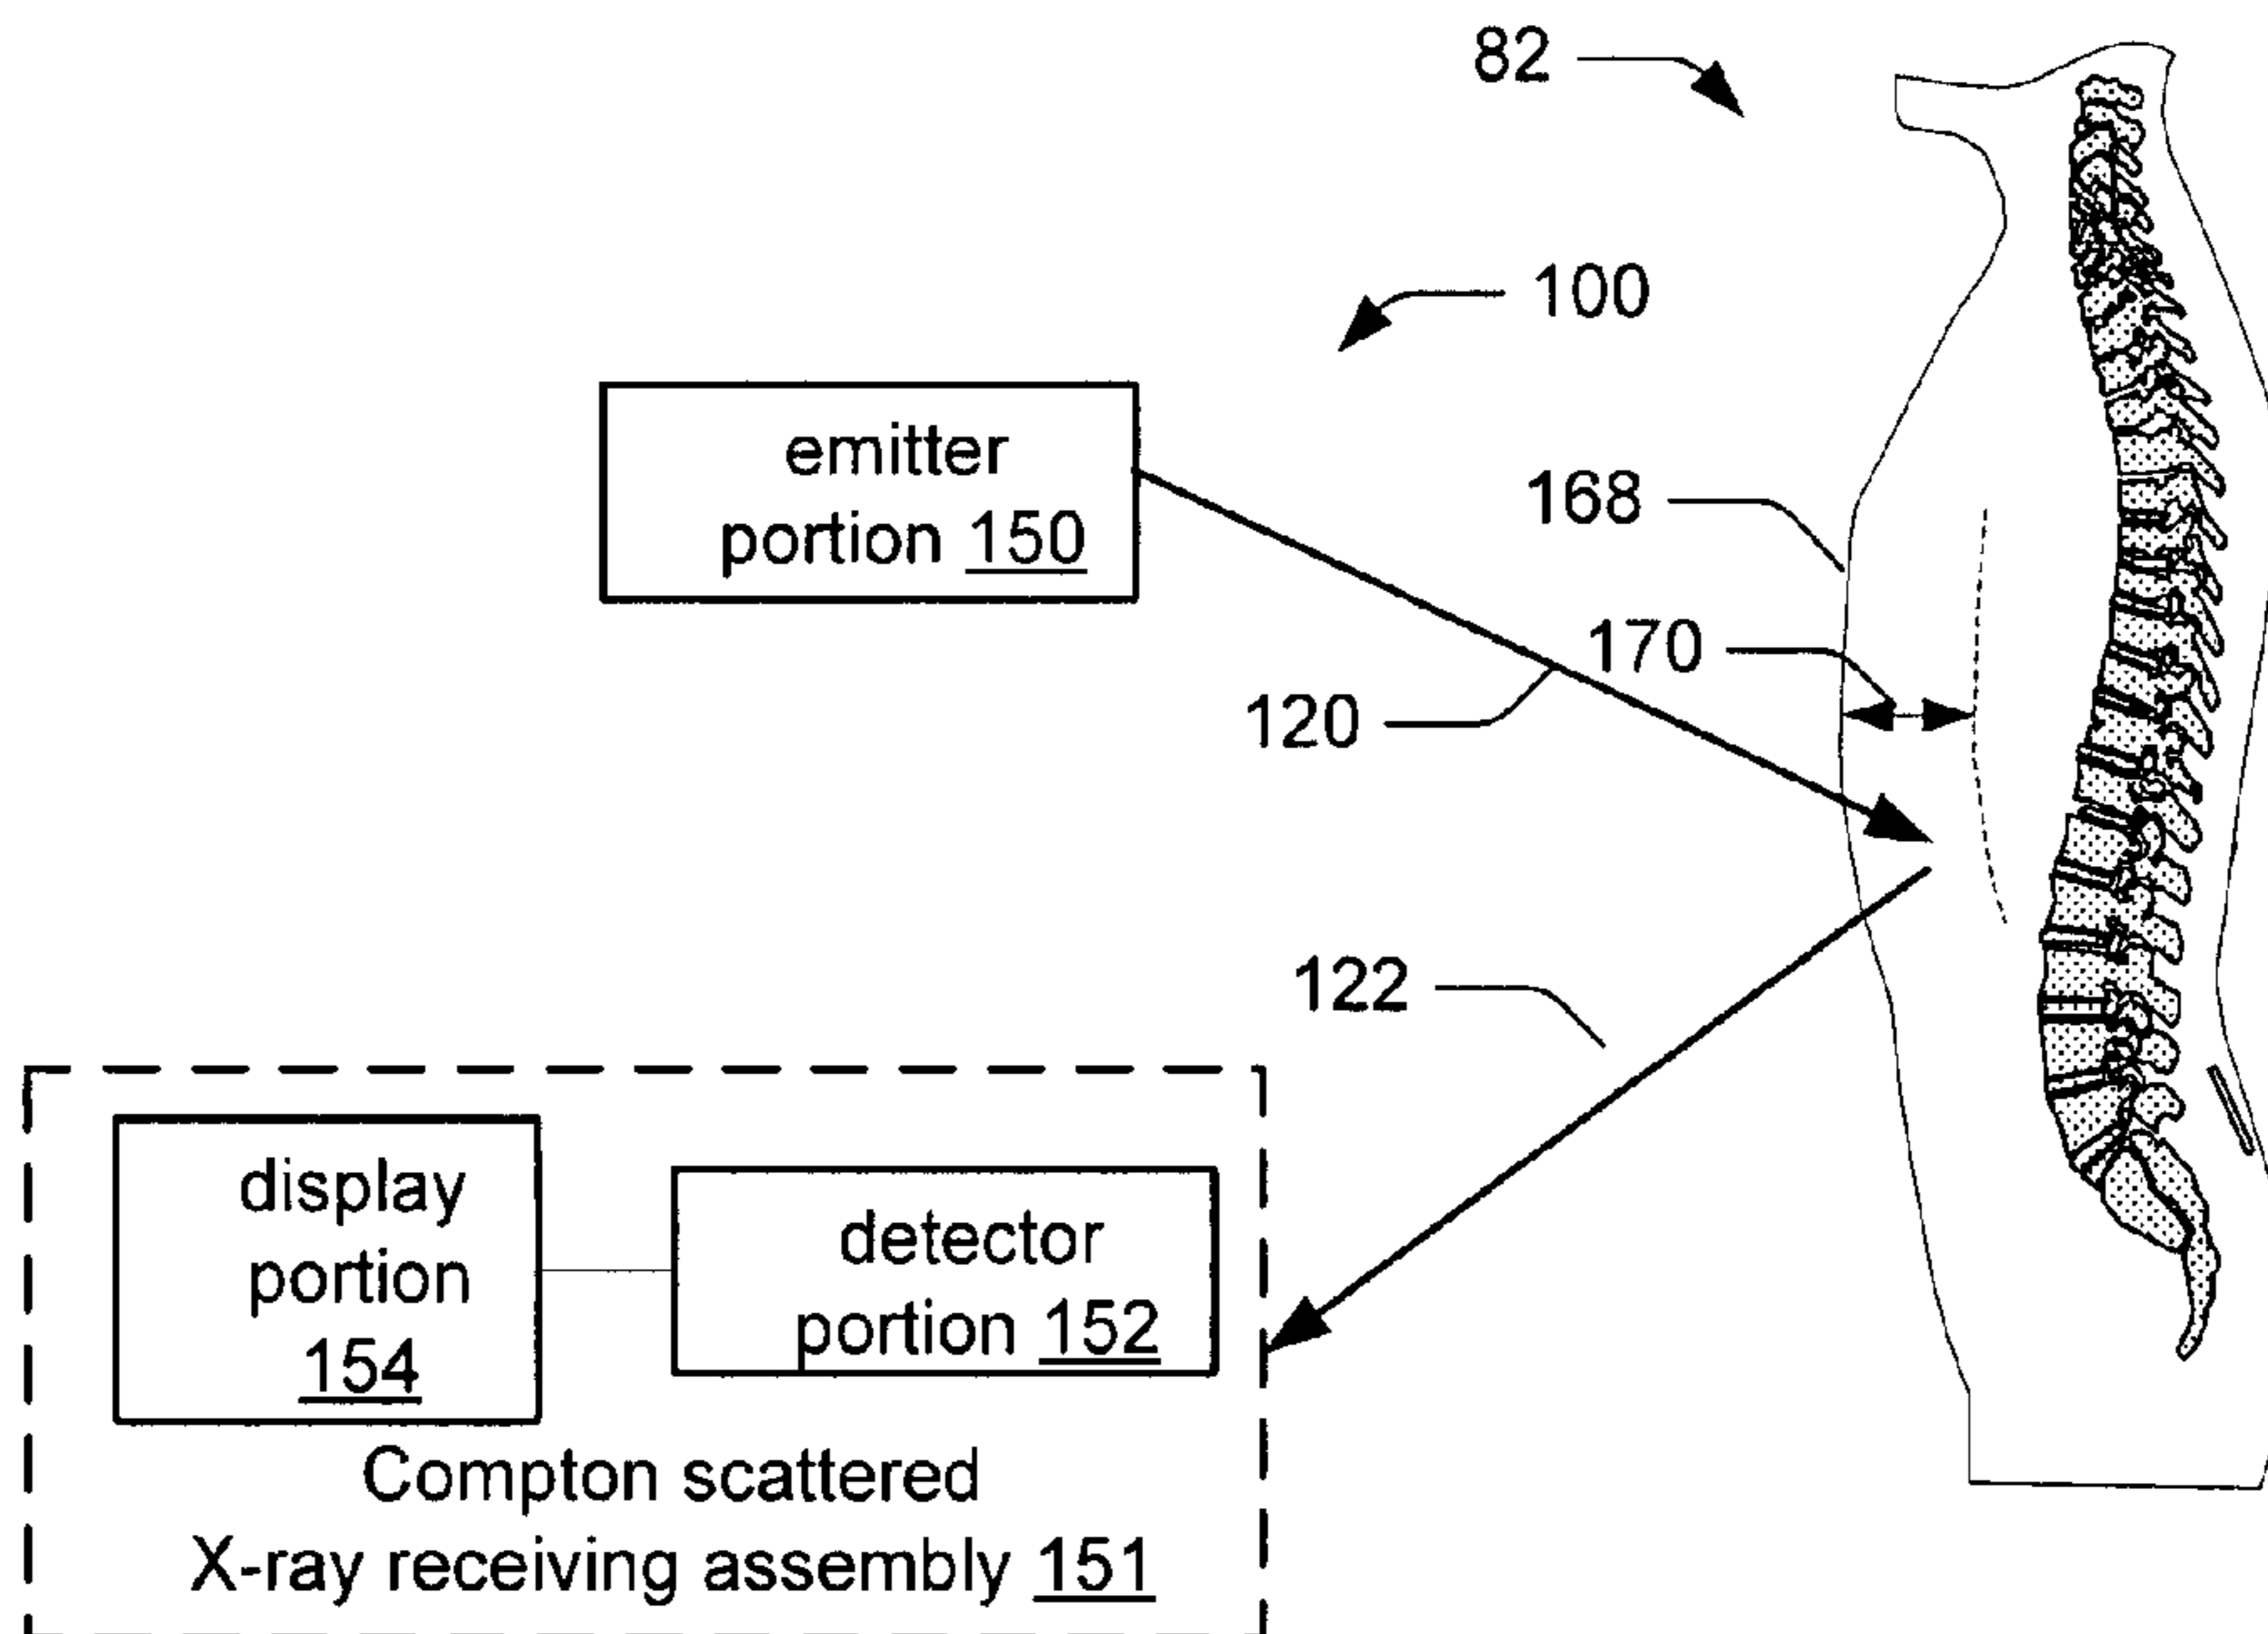 82
100
emitter
portion 150
168
170
120
122
display
portion
154
detector
portion 152
Compton scattered
X-ray receiving assembly 151